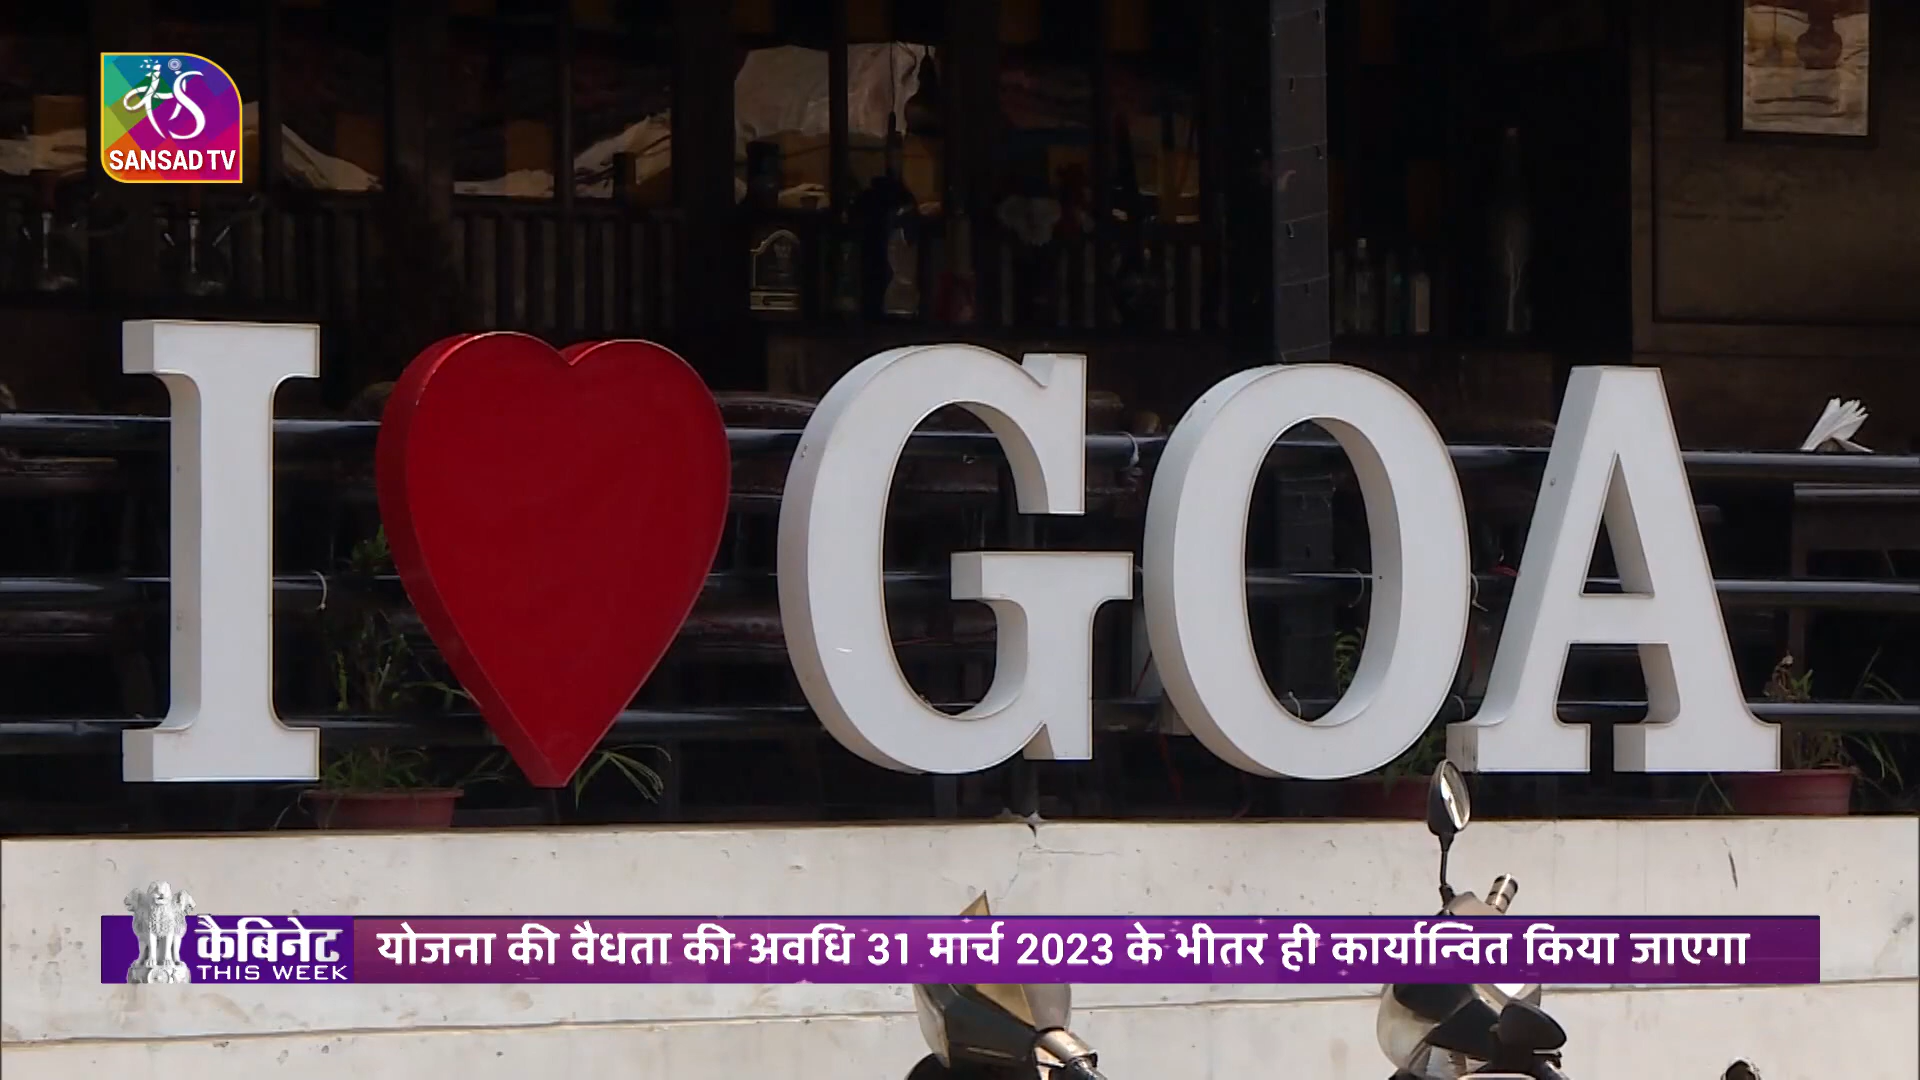 SANSAD TV
I GOA
कैबिनेट
THIS WEEK
योजना की वैधता की अवधि 31 मार्च 2023 के भीतर ही कार्यान्वित किया जाएगा